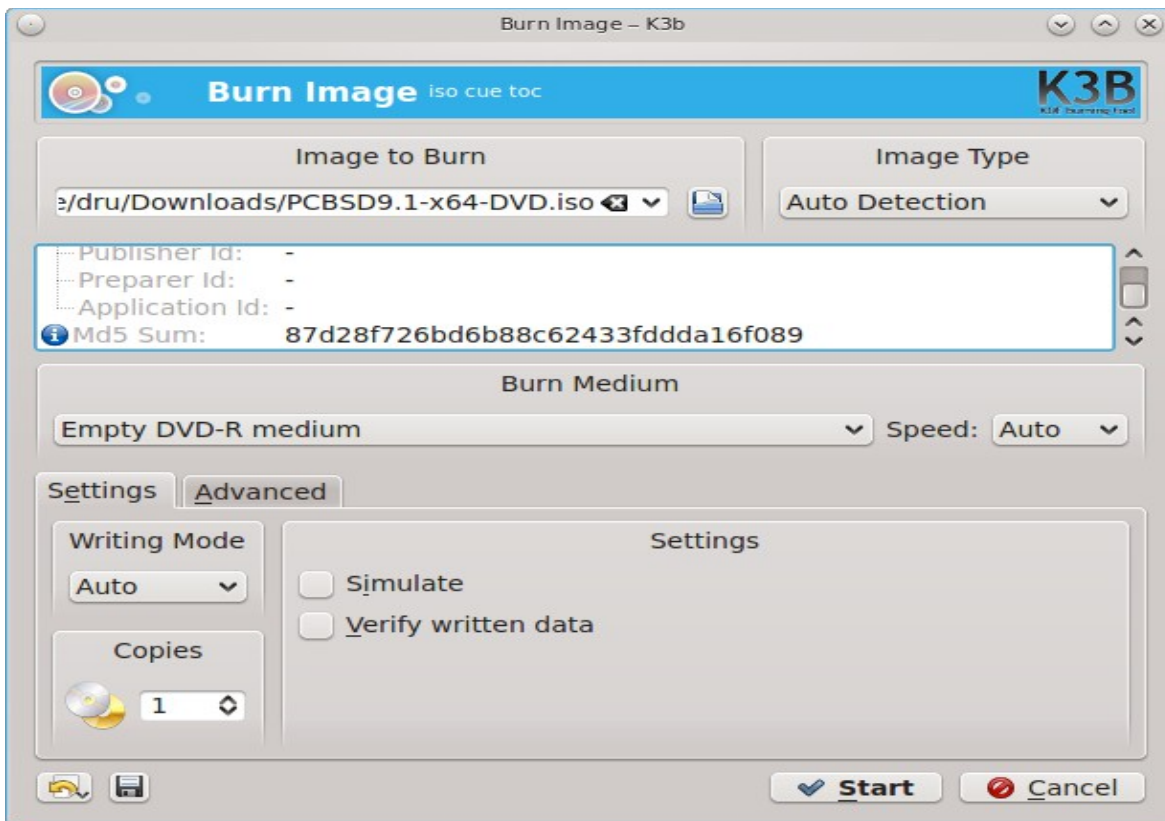 Burn Image – K3b
Burn Image iso cue toc
K3B
Image to Burn
Image Type
e/dru/Downloads/PCBSD9.1-x64-DVD.iso
Auto Detection
Publisher Id: -
Preparer Id: -
Application Id: -
Md5 Sum: 87d28f726bd6b88c62433fddda16f089
Burn Medium
Empty DVD-R medium
Speed: Auto
Settings
Advanced
Writing Mode
Settings
Auto
Simulate
Verify written data
Copies
1
Start
Cancel